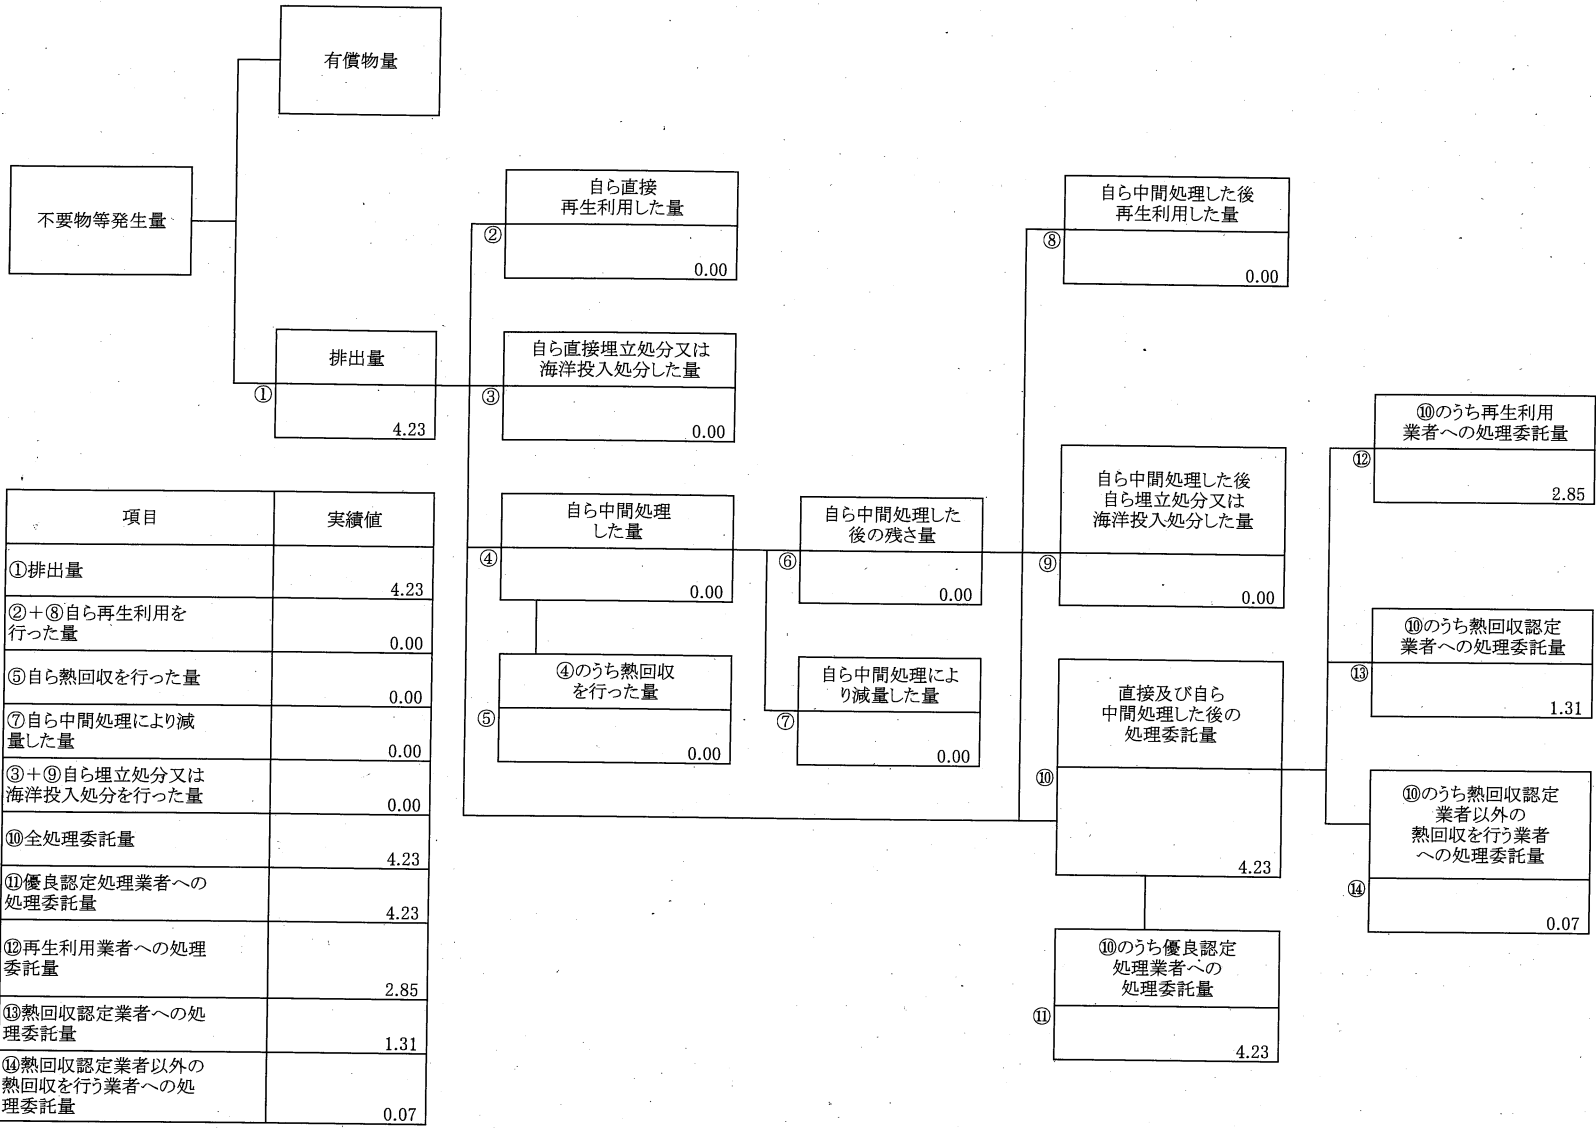 有償物量
不要物等発生量
排出量
①
4.23
自ら直接
再生利用した量
②
0.00
自ら直接埋立処分又は
海洋投入処分した量
③
0.00
自ら中間処理
した量
④
0.00
④のうち熱回収
を行った量
⑤
0.00
自ら中間処理した
後の残さ量
⑥
0.00
自ら中間処理によ
り減量した量
⑦
0.00
自ら中間処理した後
再生利用した量
⑧
0.00
自ら中間処理した後
自ら埋立処分又は
海洋投入処分した量
⑨
0.00
直接及び自ら
中間処理した後の
処理委託量
⑩
4.23
⑩のうち優良認定
処理業者への
処理委託量
⑪
4.23
⑩のうち再生利用
業者への処理委託量
⑫
2.85
⑩のうち熱回収認定
業者への処理委託量
⑬
1.31
⑩のうち熱回収認定
業者以外の
熱回収を行う業者
への処理委託量
⑭
0.07
項目 実績値
①排出量
4.23
②+⑧自ら再生利用を
行った量
0.00
⑤自ら熱回収を行った量
0.00
⑦自ら中間処理により減
量した量
0.00
③+⑨自ら埋立処分又は
海洋投入処分を行った量
0.00
⑩全処理委託量
4.23
⑪優良認定処理業者への
処理委託量
4.23
⑫再生利用業者への処理
委託量
2.85
⑬熱回収認定業者への処
理委託量
1.31
⑭熱回収認定業者以外の
熱回収を行う業者への処
理委託量
0.07